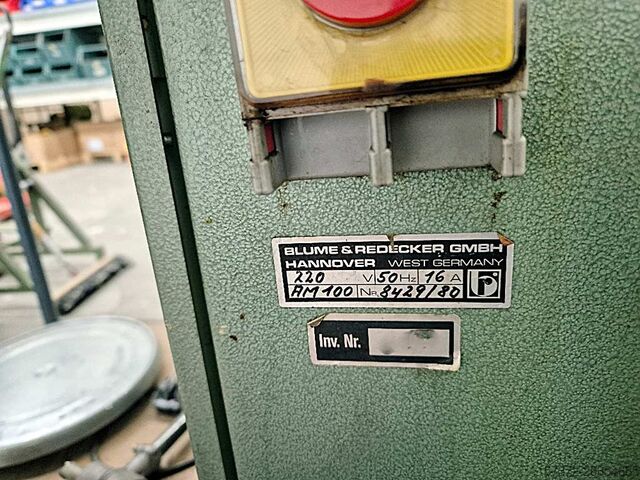 BLUME & REDECKER GMBH
HANNOVER WEST GERMANY
220 V 50 Hz 16 A
AM 100 Nr. 8429/80
Inv. Nr.